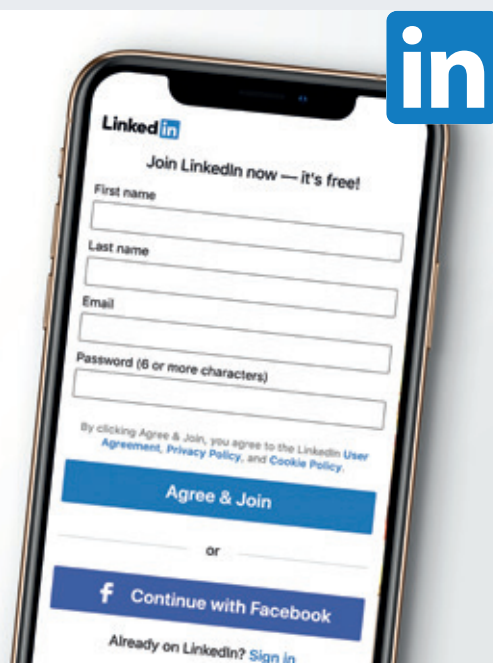 in
Linked in
Join LinkedIn now — it's free!
First name
Last name
Email
Password (6 or more characters)
By clicking Agree & Join, you agree to the LinkedIn User
Agreement, Privacy Policy, and Cookie Policy.
Agree & Join
or
f Continue with Facebook
Already on LinkedIn? Sign in